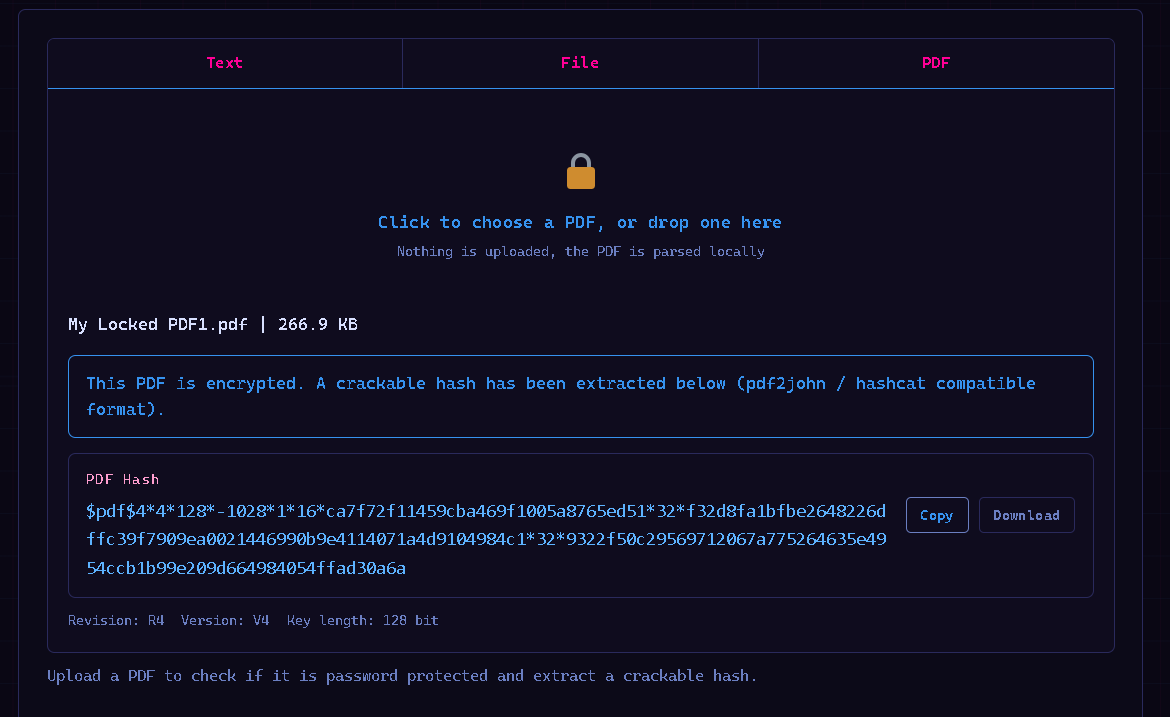 Text
File
PDF
Click to choose a PDF, or drop one here
Nothing is uploaded, the PDF is parsed locally
My Locked PDF1.pdf | 266.9 KB
This PDF is encrypted. A crackable hash has been extracted below (pdf2john / hashcat compatible
format).
PDF Hash
$pdf$4*4*128*-1028*1*16*ca7f72f11459cba469f1005a8765ed51*32*f32d8fa1bfbe2648226d
ffc39f7909ea0021446990b9e4114071a4d9104984c1*32*9322f50c29569712067a775264635e49
54ccb1b99e209d664984054ffad30a6a
Copy
Download
Revision: R4 Version: V4 Key length: 128 bit
Upload a PDF to check if it is password protected and extract a crackable hash.